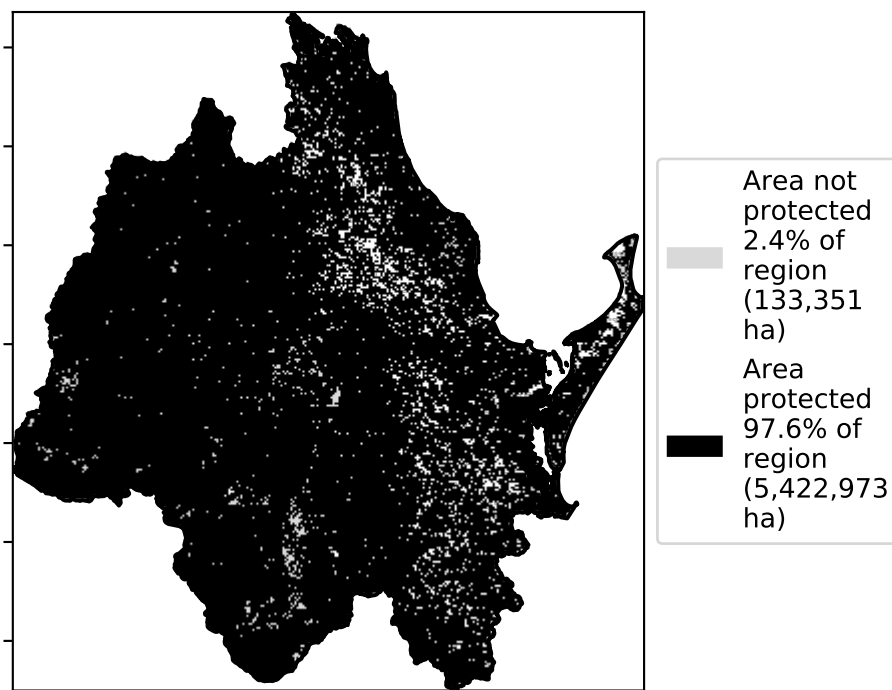 Area not
protected
2.4% of
region
(133,351
ha)
Area
protected
97.6% of
region
(5,422,973
ha)